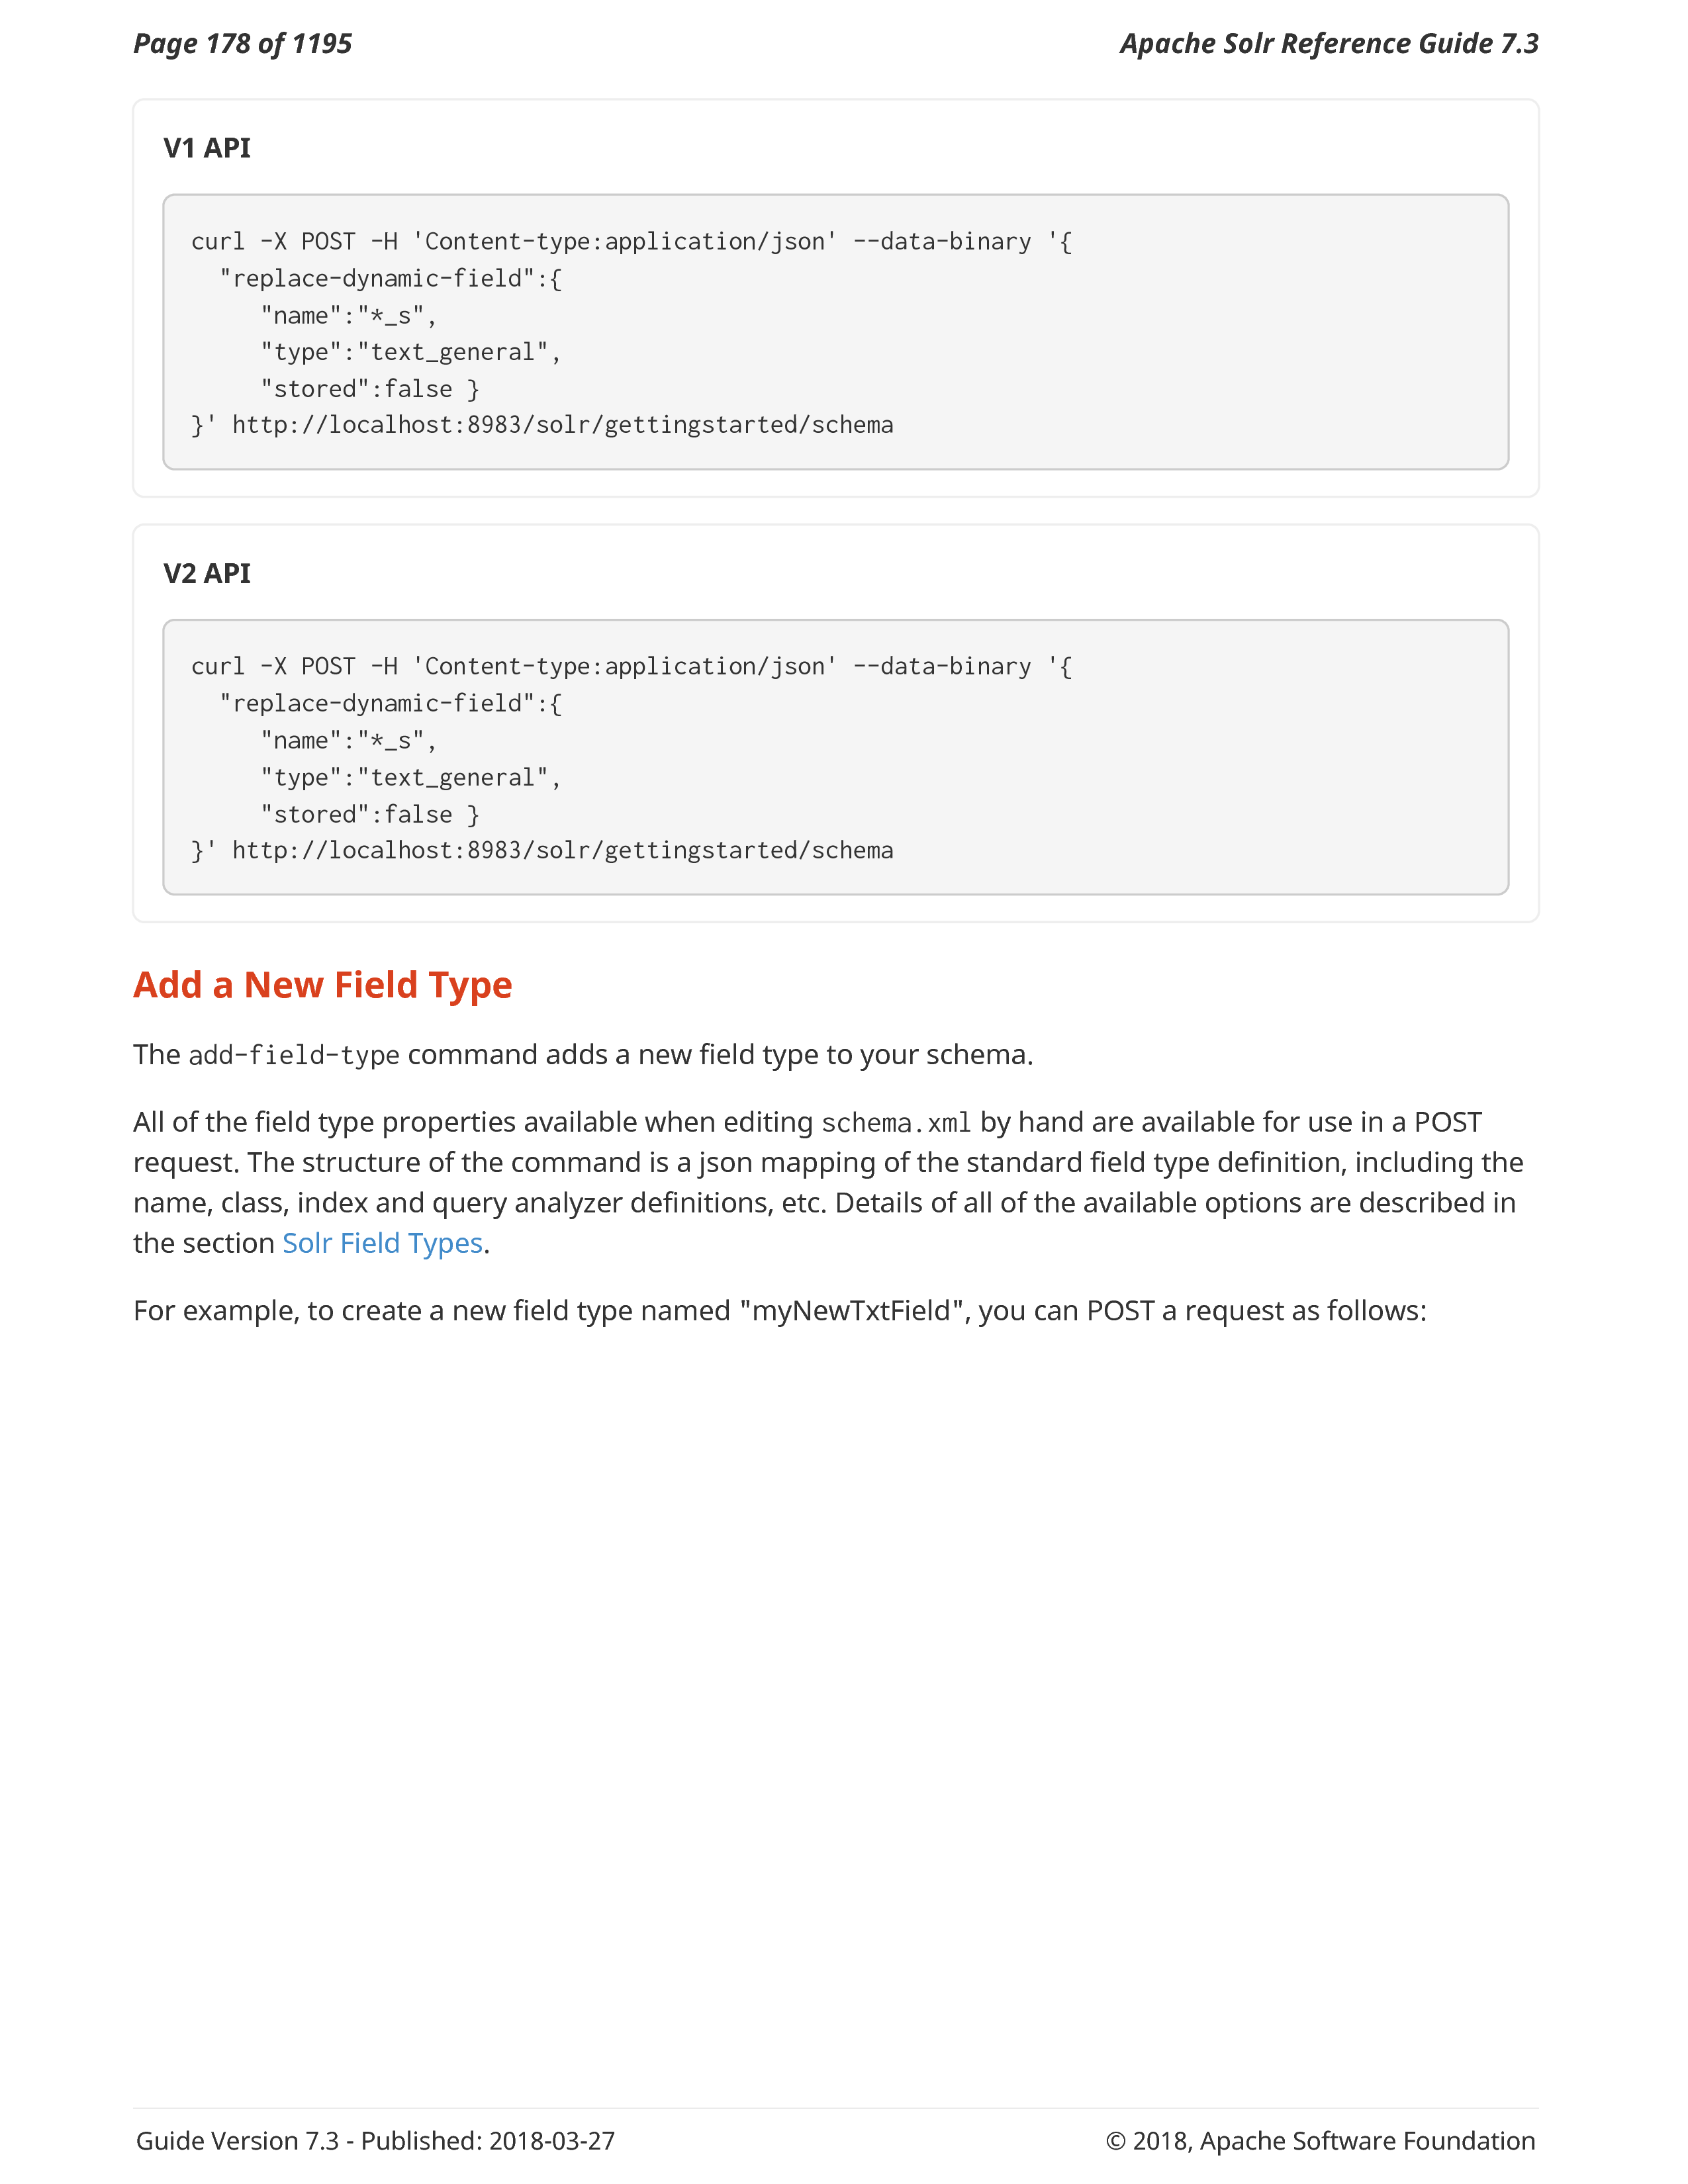 Page 178 of 1195
Apache Solr Reference Guide 7.3
V1 API
curl -X POST -H 'Content-type:application/json' --data-binary '{
  "replace-dynamic-field":{
     "name":"*_s",
     "type":"text_general",
     "stored":false }
}' http://localhost:8983/solr/gettingstarted/schema
V2 API
curl -X POST -H 'Content-type:application/json' --data-binary '{
  "replace-dynamic-field":{
     "name":"*_s",
     "type":"text_general",
     "stored":false }
}' http://localhost:8983/solr/gettingstarted/schema
Add a New Field Type
The add-field-type command adds a new field type to your schema.
All of the field type properties available when editing schema.xml by hand are available for use in a POST
request. The structure of the command is a json mapping of the standard field type definition, including the
name, class, index and query analyzer definitions, etc. Details of all of the available options are described in
the section Solr Field Types.
For example, to create a new field type named "myNewTxtField", you can POST a request as follows:
Guide Version 7.3 - Published: 2018-03-27
© 2018, Apache Software Foundation